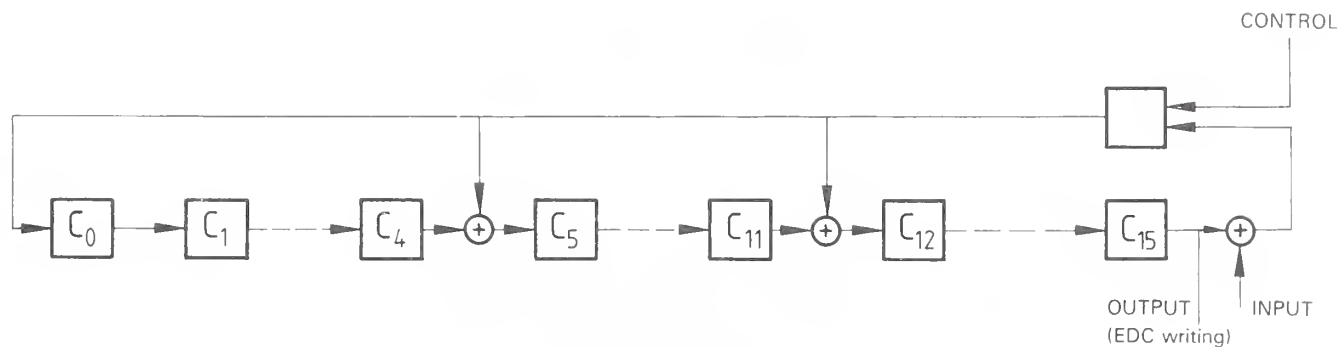 CONTROL
C₀
C₁
C₄
+
C₅
C₁₁
+
C₁₂
C₁₅
+
OUTPUT
(EDC writing)
INPUT